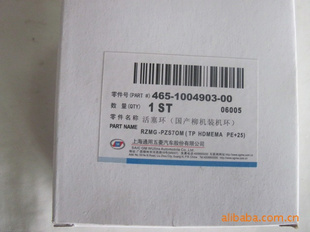 零件号(PART #) 465-1004903-00
数量(QTY) 1 ST 06005
零件名称 活塞环（国产柳机装机环）
PART NAME RZMG-PZSTOM(TP HOMEMA PE+25)
上海通用五菱汽车股份有限公司
alibaba.com.cn